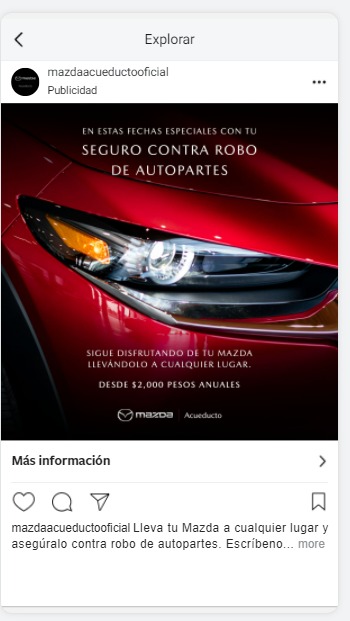 Explorar
mazdaacueductooficial
Publicidad
EN ESTAS FECHAS ESPECIALES CON TU
SEGURO CONTRA ROBO
DE AUTOPARTES
SIGUE DISFRUTANDO DE TU MAZDA
LLEVÁNDOLO A CUALQUIER LUGAR.
DESDE $2,000 PESOS ANUALES
mazda Acueducto
Más información
mazdaacueductooficial Lleva tu Mazda a cualquier lugar y
asegúralo contra robo de autopartes. Escríbeno... more